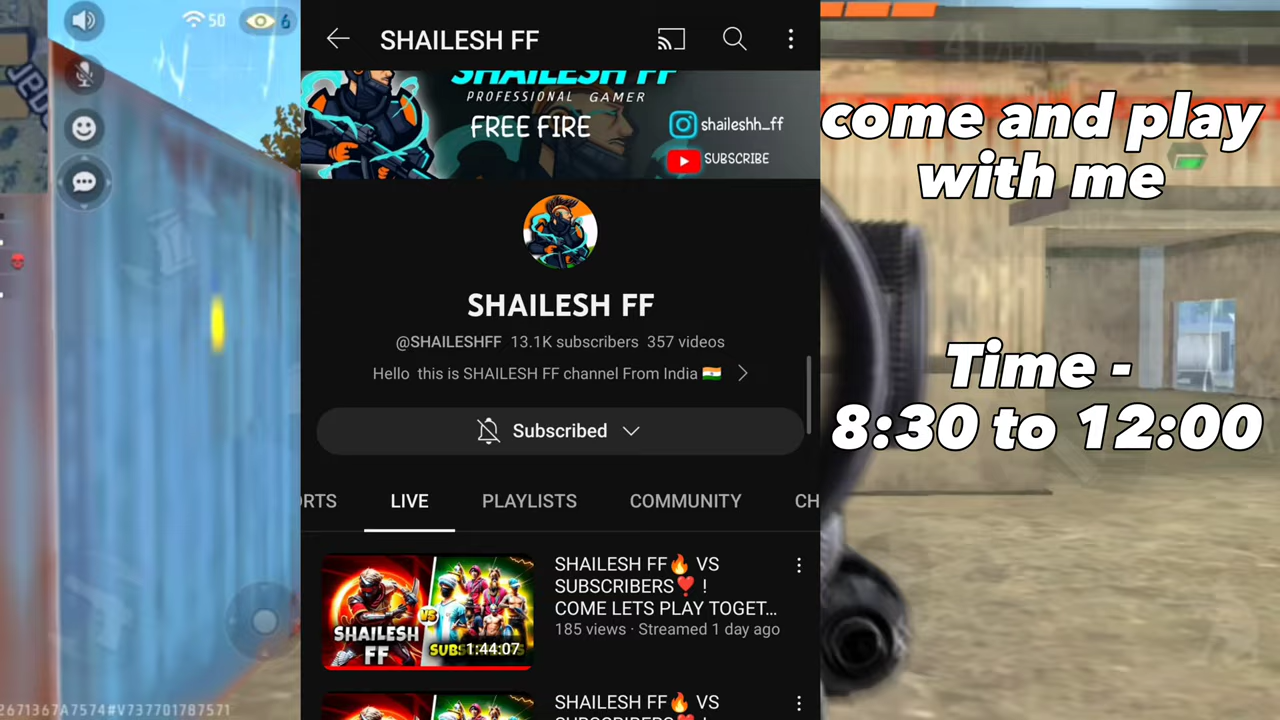 50
6
SHAILESH FF
SHAILESH FF
PROFESSIONAL GAMER
FREE FIRE
shaileshh_ff
SUBSCRIBE
SHAILESH FF
@SHAILESHFF 13.1K subscribers 357 videos
Hello this is SHAILESH FF channel From India 🇮🇳
Subscribed
ORTS
LIVE
PLAYLISTS
COMMUNITY
CH
SHAILESH
FF
VS
SUBS
1:44:07
SHAILESH FF🔥 VS
SUBSCRIBERS❣️ !
COME LETS PLAY TOGET...
185 views · Streamed 1 day ago
SHAILESH FF🔥 VS
come and play
with me
Time -
8:30 to 12:00
2671367A7574#V737701787571